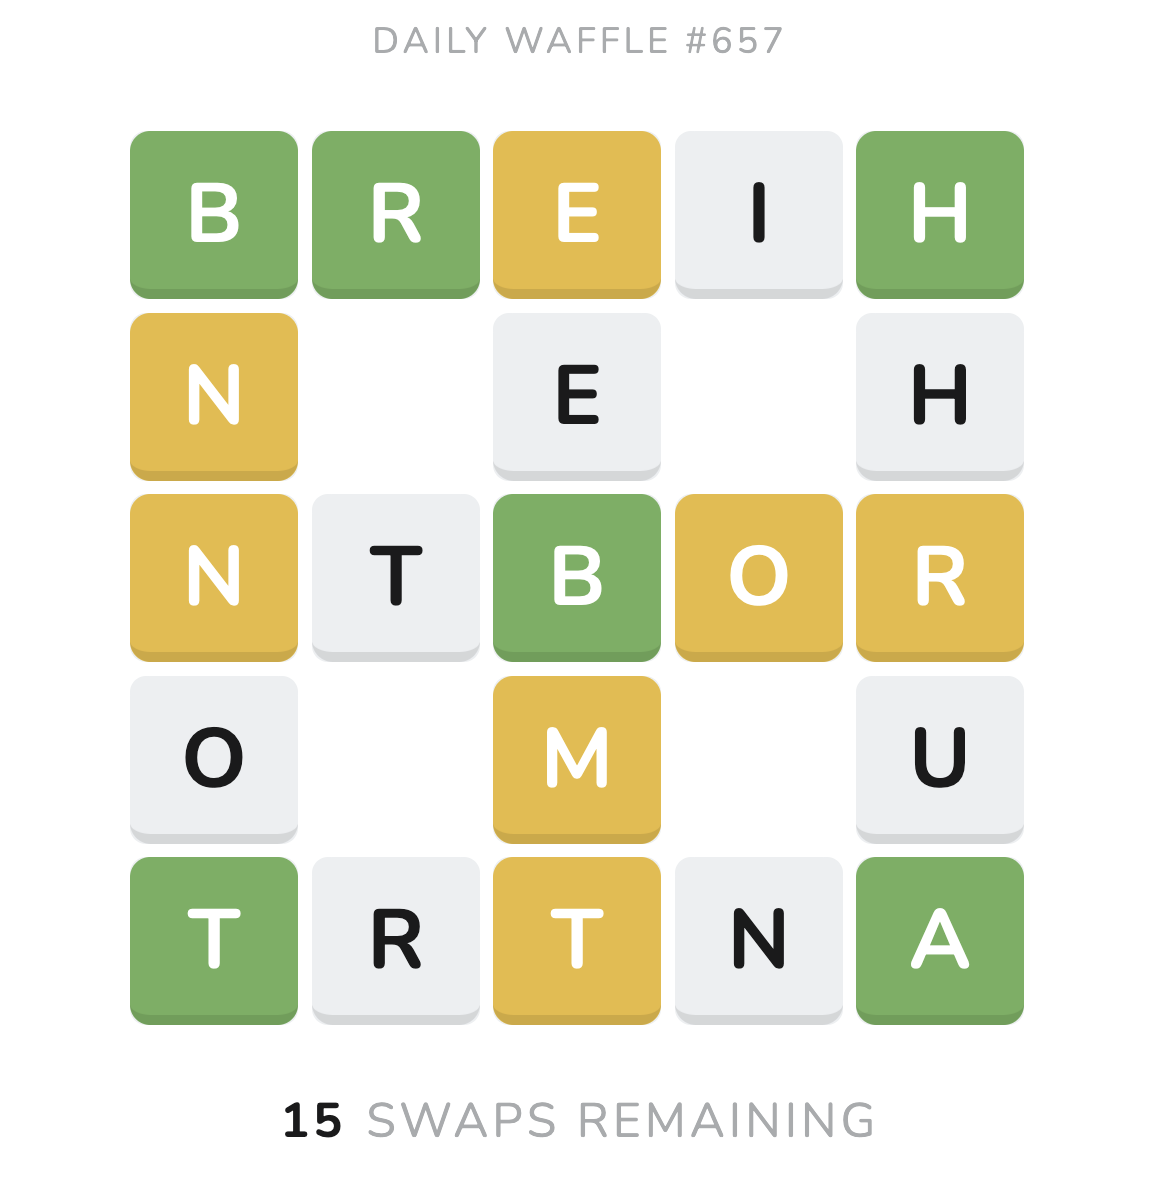 DAILY WAFFLE #657
B R E I H
N E H
N T B O R
O M U
T R T N A
15 SWAPS REMAINING